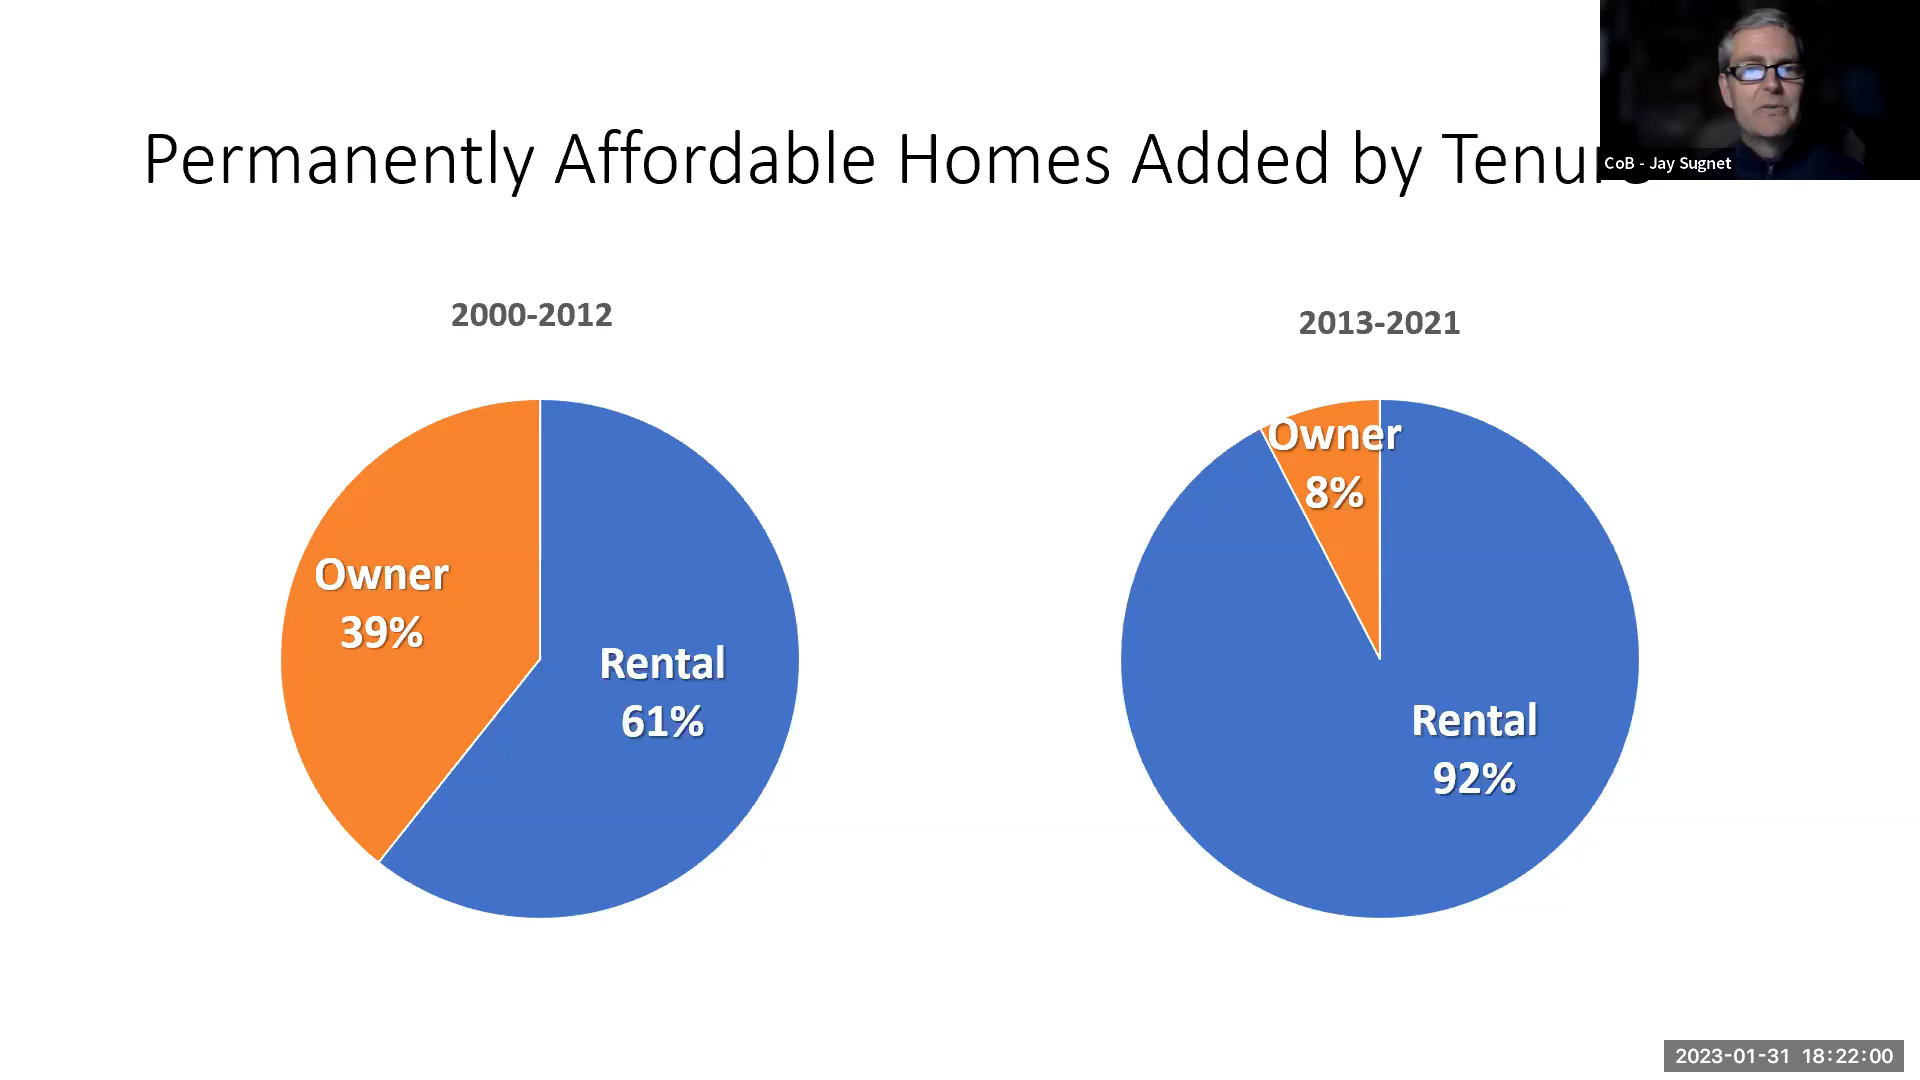 Permanently Affordable Homes Added by Tenure
CoB - Jay Sugnet
2000-2012
2013-2021
Owner
39%
Rental
61%
Owner
8%
Rental
92%
2023-01-31 18:22:00